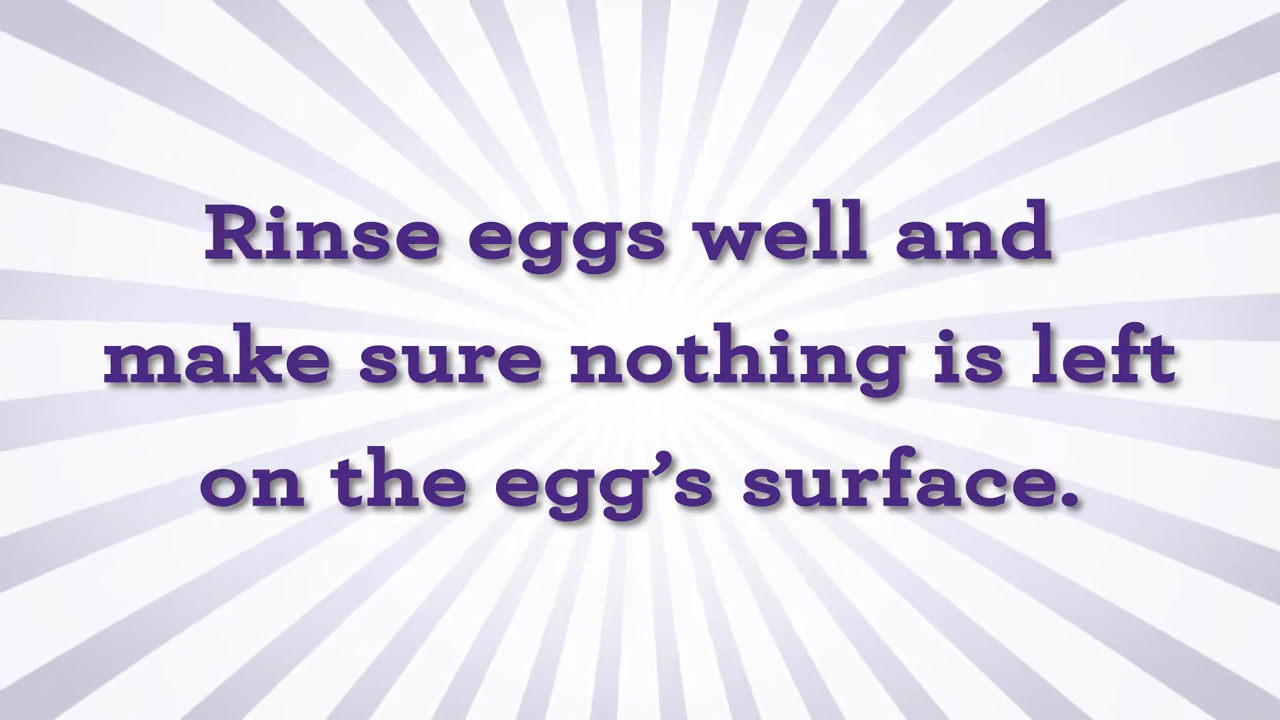 Rinse eggs well and
make sure nothing is left
on the egg’s surface.